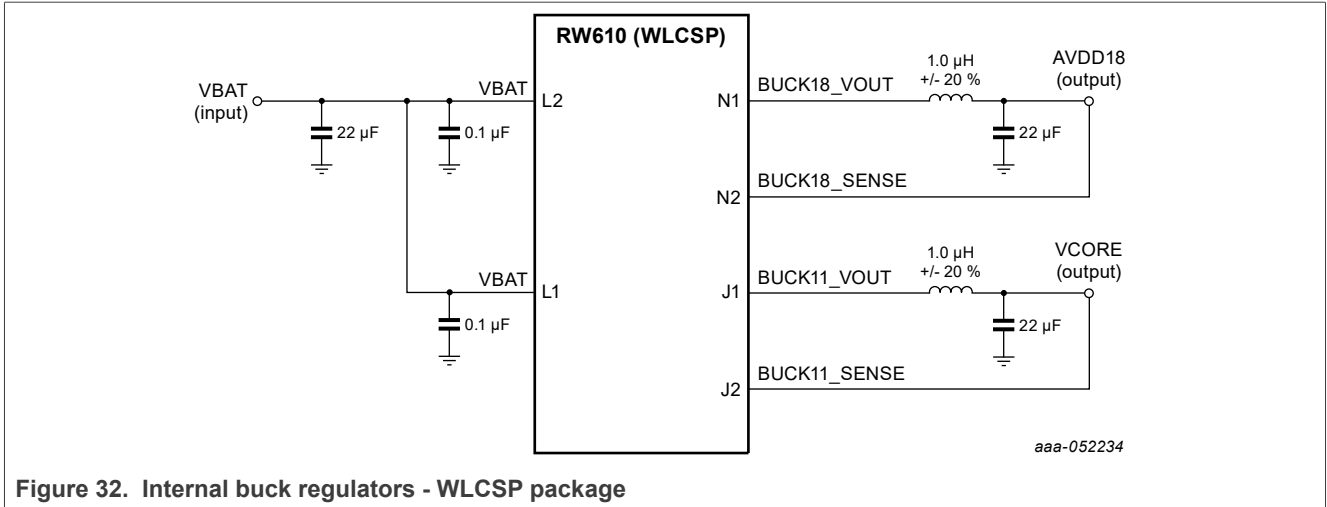 RW610 (WLCSP)
VBAT
(input)
22 µF
0.1 µF
VBAT
L2
VBAT
L1
0.1 µF
N1
BUCK18_VOUT
1.0 µH
+/- 20 %
AVDD18
(output)
22 µF
N2
BUCK18_SENSE
J1
BUCK11_VOUT
1.0 µH
+/- 20 %
VCORE
(output)
22 µF
J2
BUCK11_SENSE
aaa-052234
Figure 32. Internal buck regulators - WLCSP package